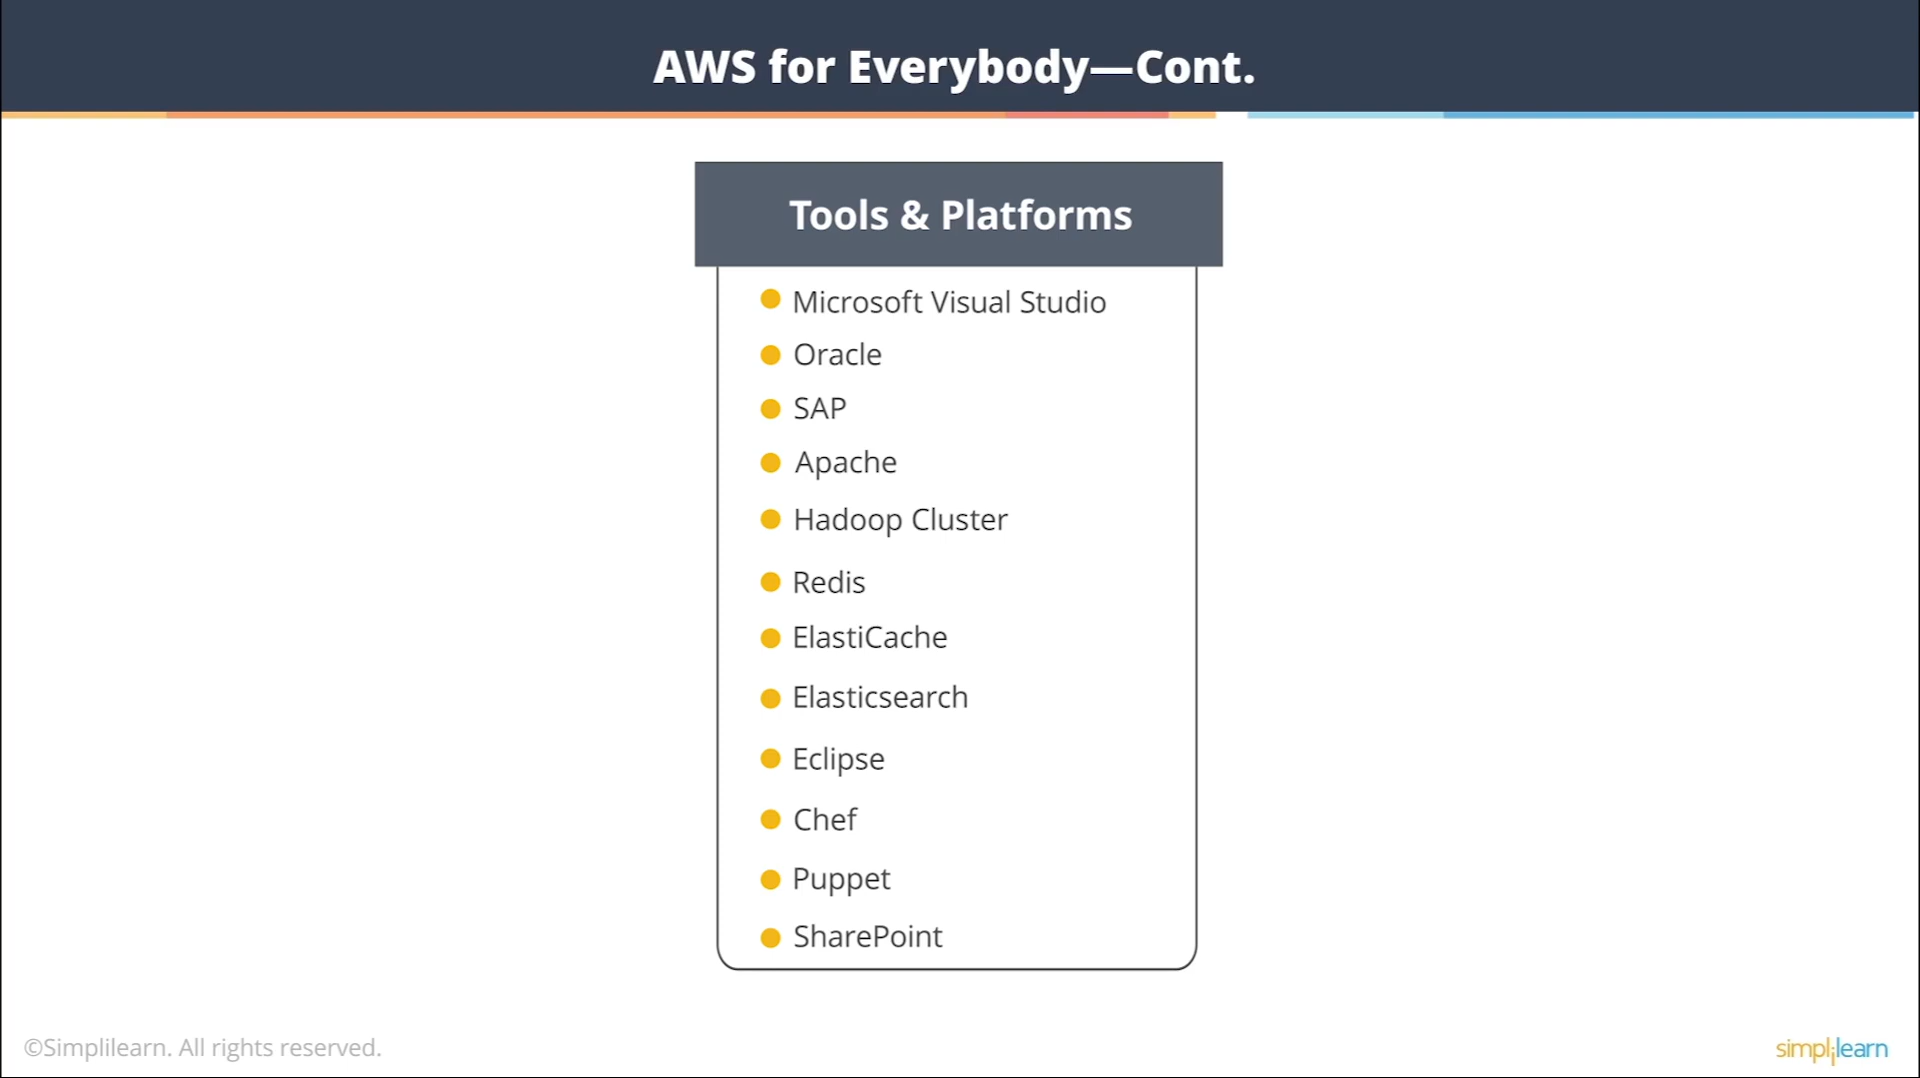 AWS for Everybody—Cont.
Tools & Platforms
Microsoft Visual Studio
Oracle
SAP
Apache
Hadoop Cluster
Redis
ElastiCache
Elasticsearch
Eclipse
Chef
Puppet
SharePoint
©Simplilearn. All rights reserved.
simplilearn